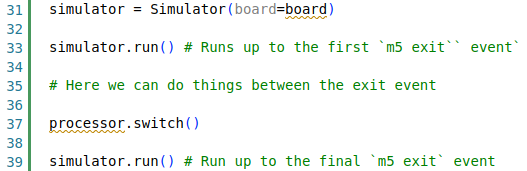 31 simulator = Simulator(board=board)
32
33 simulator.run() # Runs up to the first `m5 exit`` event`
34
35 # Here we can do things between the exit event
36
37 processor.switch()
38
39 simulator.run() # Run up to the final `m5 exit` event